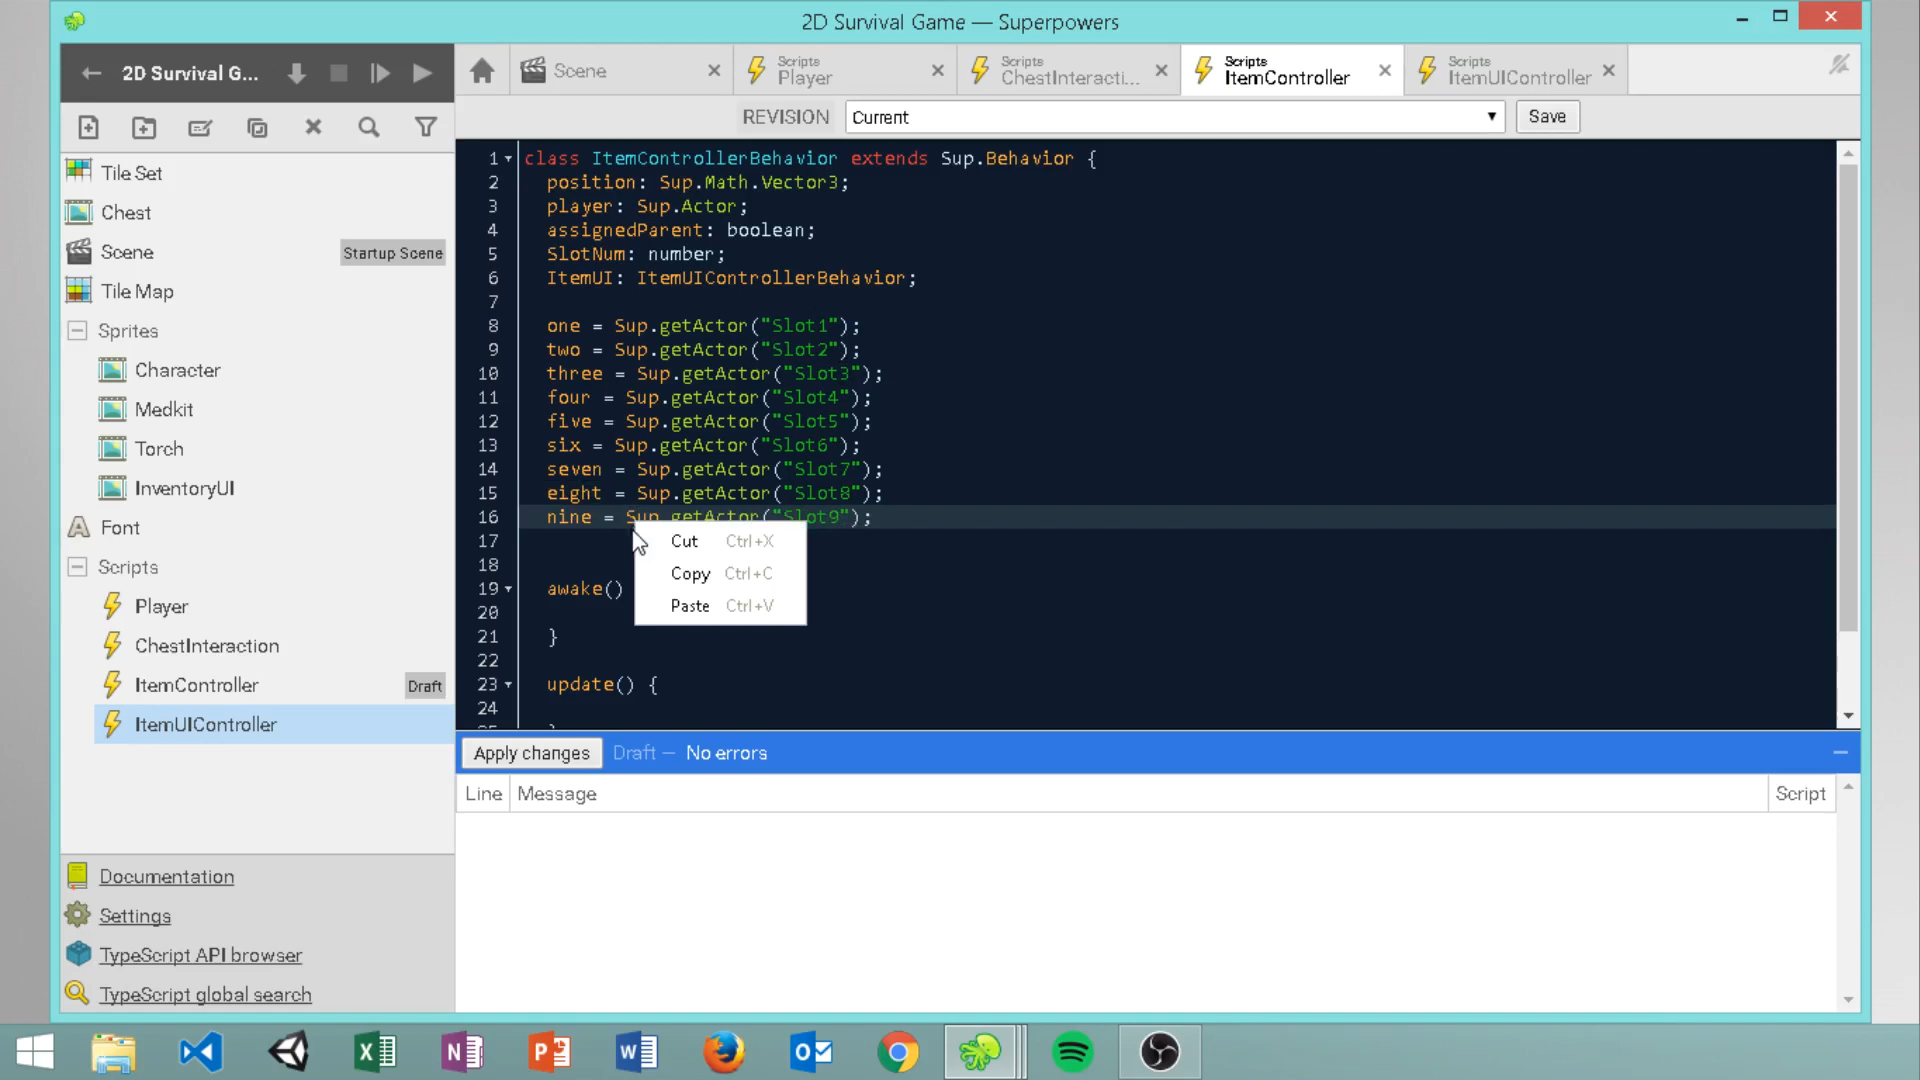 2D Survival Game — Superpowers
2D Survival G...
Scene
Scripts
Player
Scripts
ChestInteracti...
Scripts
ItemController
Scripts
ItemUIController
REVISION
Current
Save
Tile Set
Chest
Scene
Startup Scene
Tile Map
Sprites
Character
Medkit
Torch
InventoryUI
Font
Scripts
Player
ChestInteraction
ItemController
Draft
ItemUIController
Documentation
Settings
TypeScript API browser
TypeScript global search
1 class ItemControllerBehavior extends Sup.Behavior {
2 position: Sup.Math.Vector3;
3 player: Sup.Actor;
4 assignedParent: boolean;
5 SlotNum: number;
6 ItemUI: ItemUIControllerBehavior;
7
8 one = Sup.getActor("Slot1");
9 two = Sup.getActor("Slot2");
10 three = Sup.getActor("Slot3");
11 four = Sup.getActor("Slot4");
12 five = Sup.getActor("Slot5");
13 six = Sup.getActor("Slot6");
14 seven = Sup.getActor("Slot7");
15 eight = Sup.getActor("Slot8");
16 nine = Sup.getActor("Slot9");
17
18
19 awake()
20
21 }
22
23 update() {
24
Cut Ctrl+X
Copy Ctrl+C
Paste Ctrl+V
Apply changes
Draft — No errors
Line Message Script